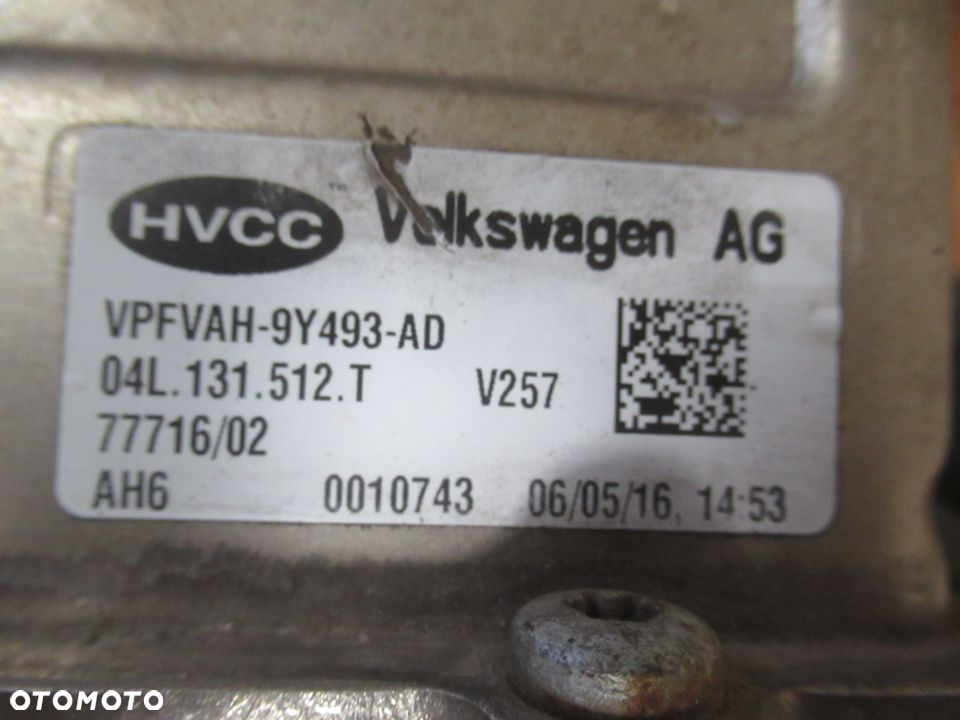 HVCC™ Volkswagen AG
VPFVAH-9Y493-AD
04L.131.512.T V257
77716/02
AH6 0010743 06/05/16, 14:53
OTOMOTO